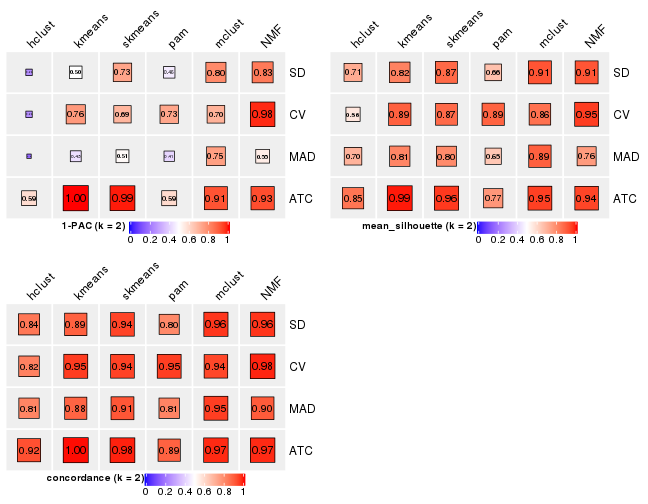 hclust kmeans skmeans pam mclust NMF
0.50 0.73 0.46 0.80 0.83 SD
0.76 0.69 0.73 0.70 0.98 CV
0.43 0.51 0.41 0.75 0.55 MAD
0.59 1.00 0.99 0.59 0.91 0.93 ATC
1-PAC (k = 2)
0 0.2 0.4 0.6 0.8 1
hclust kmeans skmeans pam mclust NMF
0.71 0.82 0.87 0.66 0.91 0.91 SD
0.56 0.89 0.87 0.89 0.86 0.95 CV
0.70 0.81 0.80 0.65 0.89 0.76 MAD
0.85 0.99 0.96 0.77 0.95 0.94 ATC
mean_silhouette (k = 2)
0 0.2 0.4 0.6 0.8 1
hclust kmeans skmeans pam mclust NMF
0.84 0.89 0.94 0.80 0.96 0.96 SD
0.82 0.95 0.94 0.95 0.94 0.98 CV
0.81 0.88 0.91 0.81 0.95 0.90 MAD
0.92 1.00 0.98 0.89 0.97 0.97 ATC
concordance (k = 2)
0 0.2 0.4 0.6 0.8 1